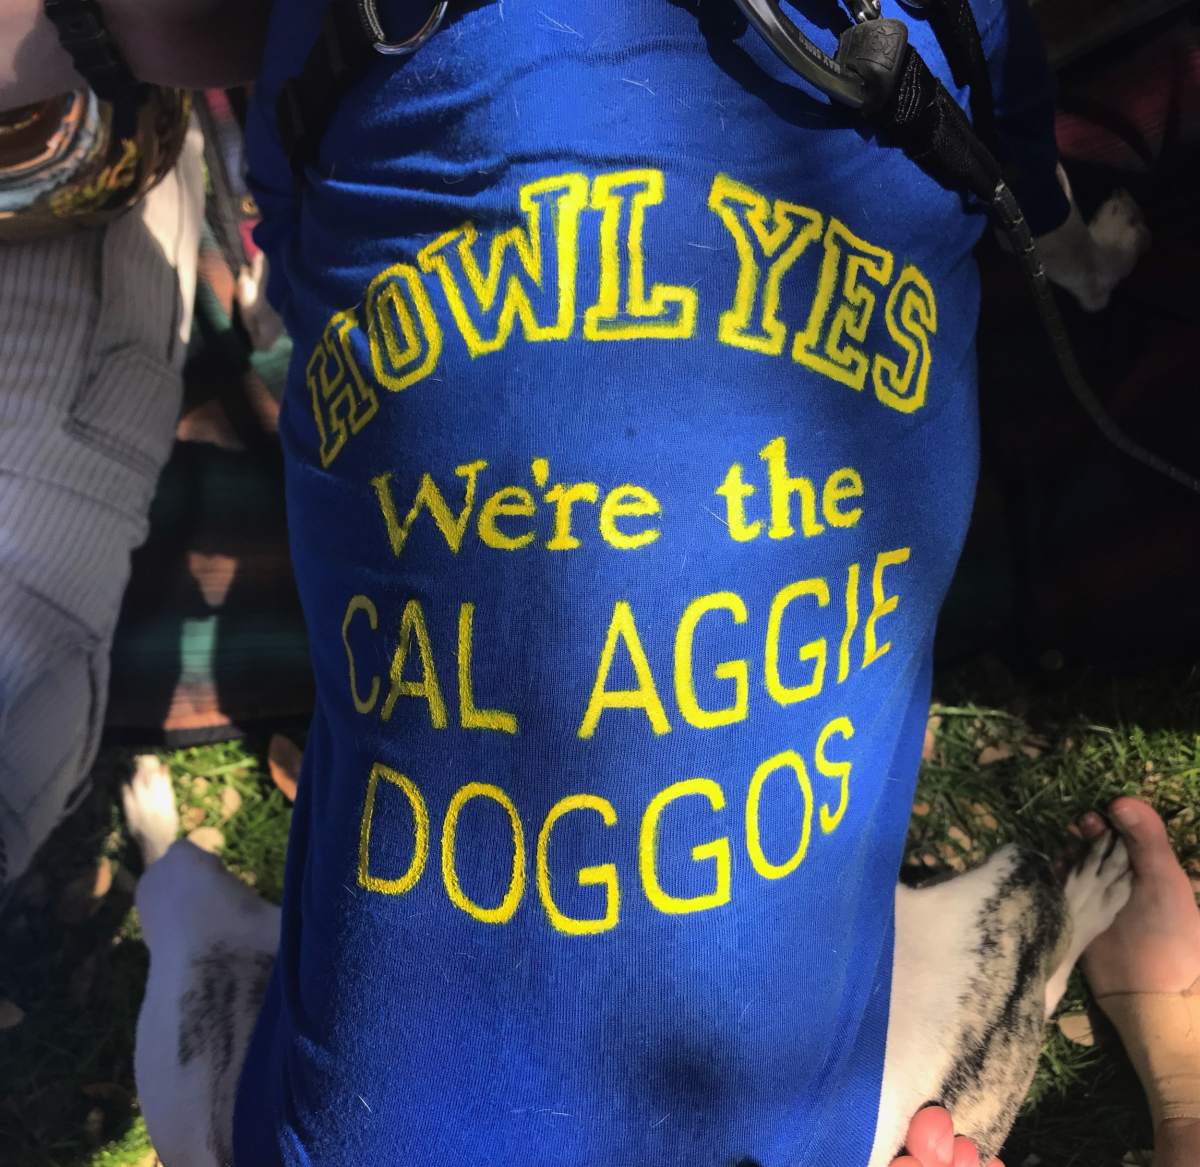 HOWL YES
We're the
CAL AGGIE
DOGGOS